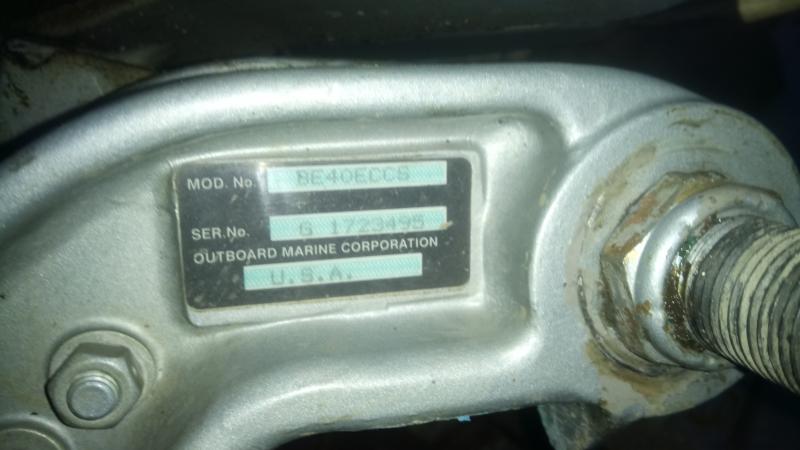 MOD. No. BE40ECCS
SER.No. G 1723495
OUTBOARD MARINE CORPORATION
U.S.A.